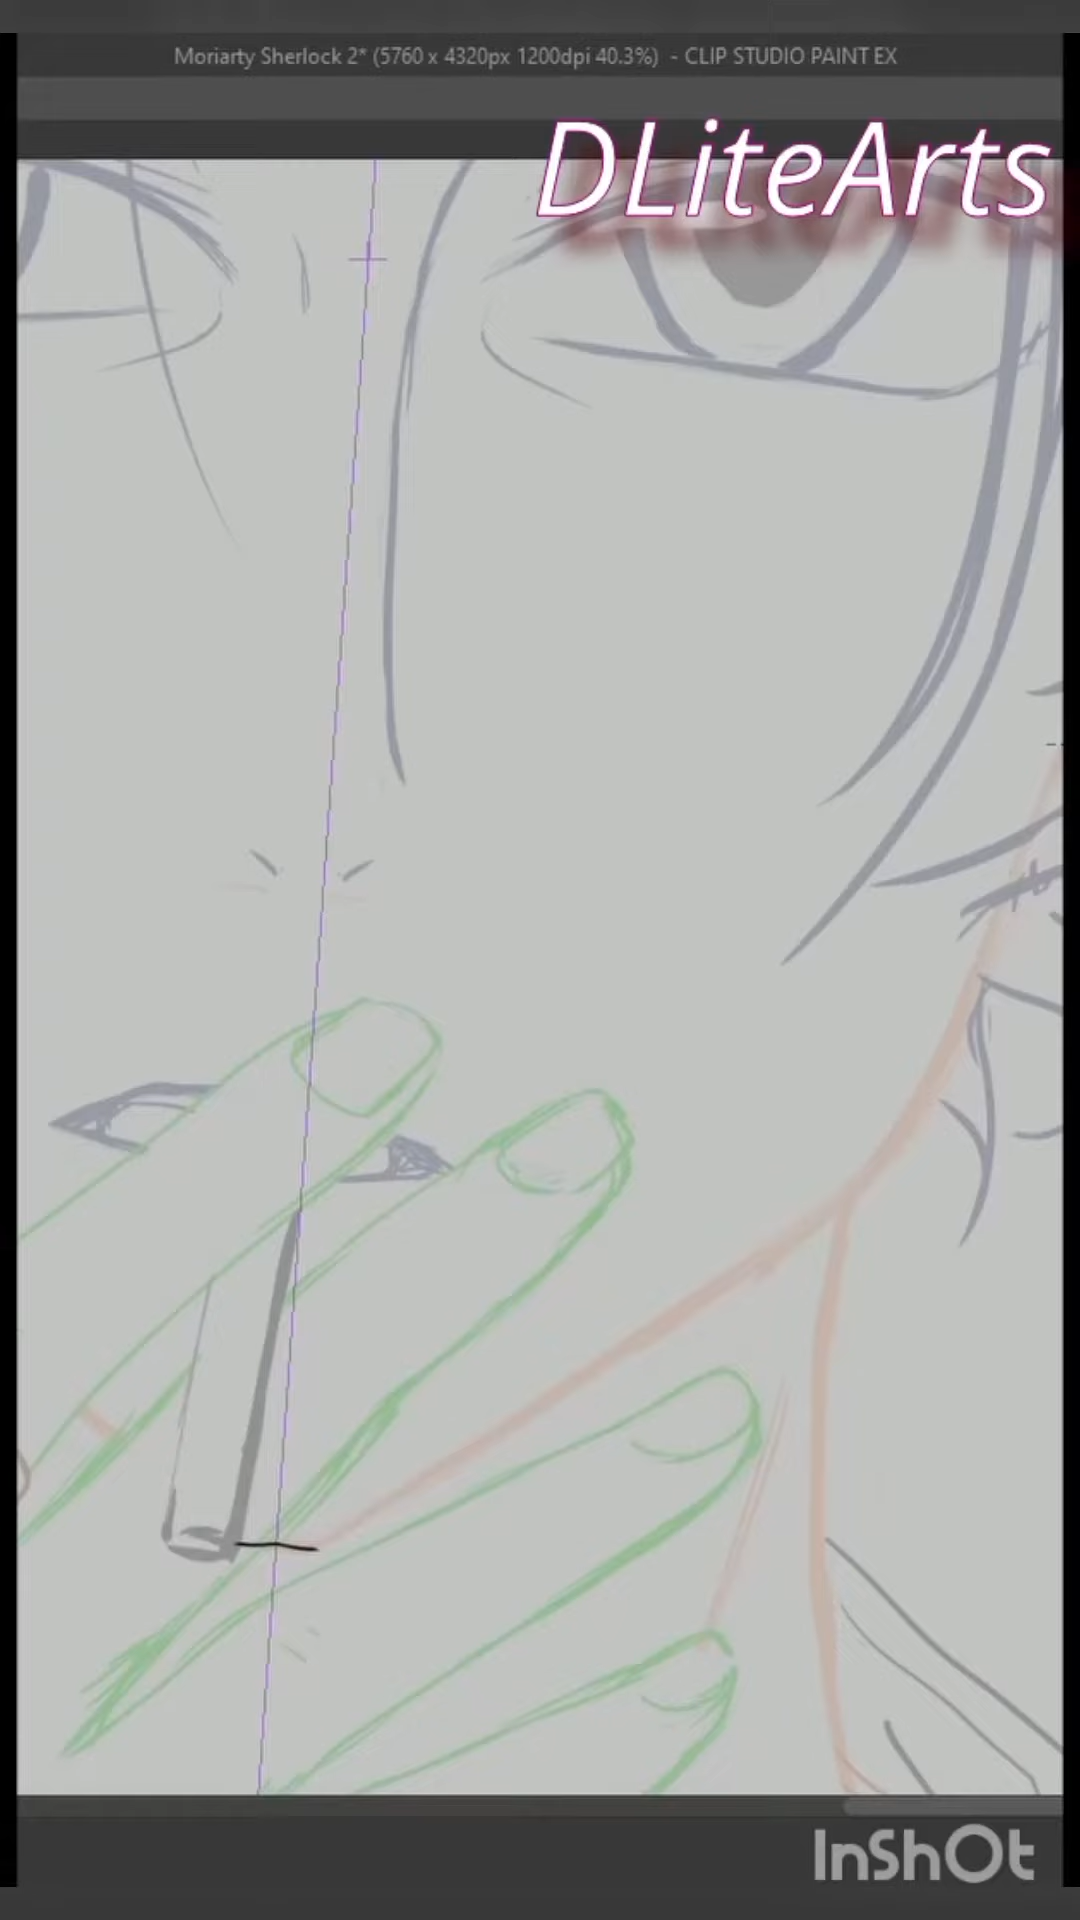 Moriarty Sherlock 2* (5760 x 4320px 1200dpi 40.3%) - CLIP STUDIO PAINT EX
DLiteArts
InShOt